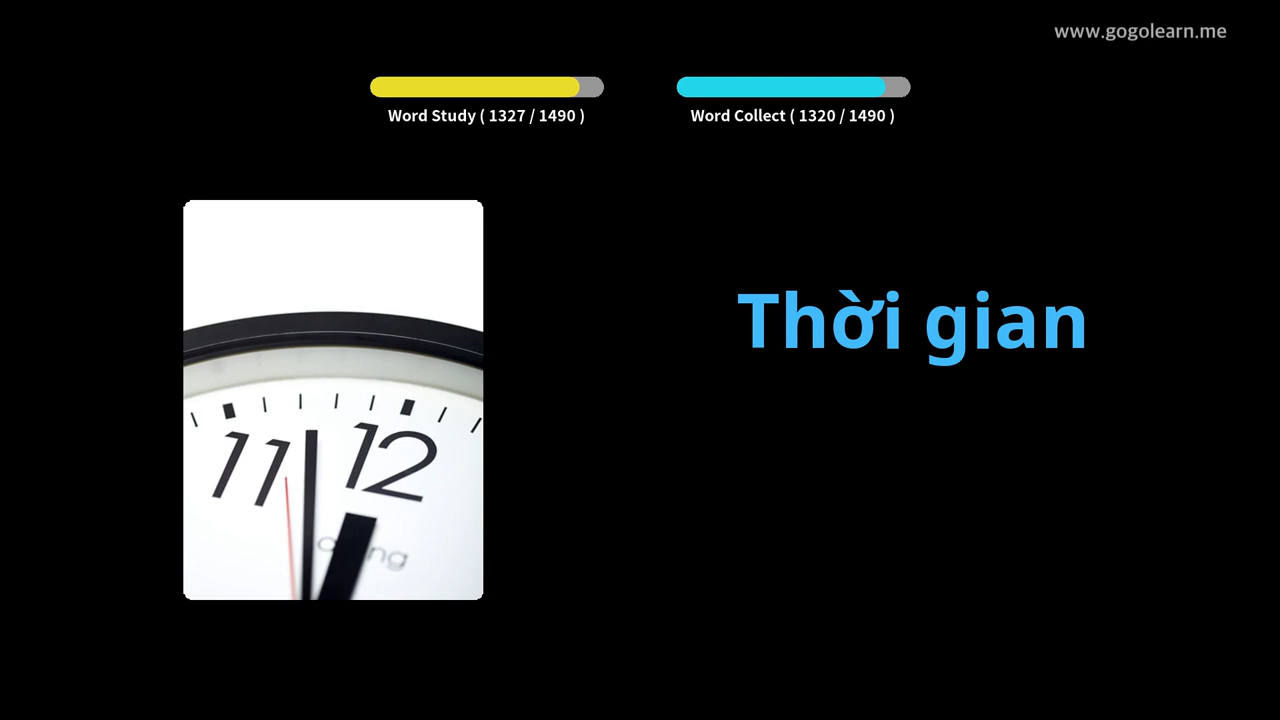 www.gogolearn.me
Word Study ( 1327 / 1490 )
Word Collect ( 1320 / 1490 )
Thời gian
11
12